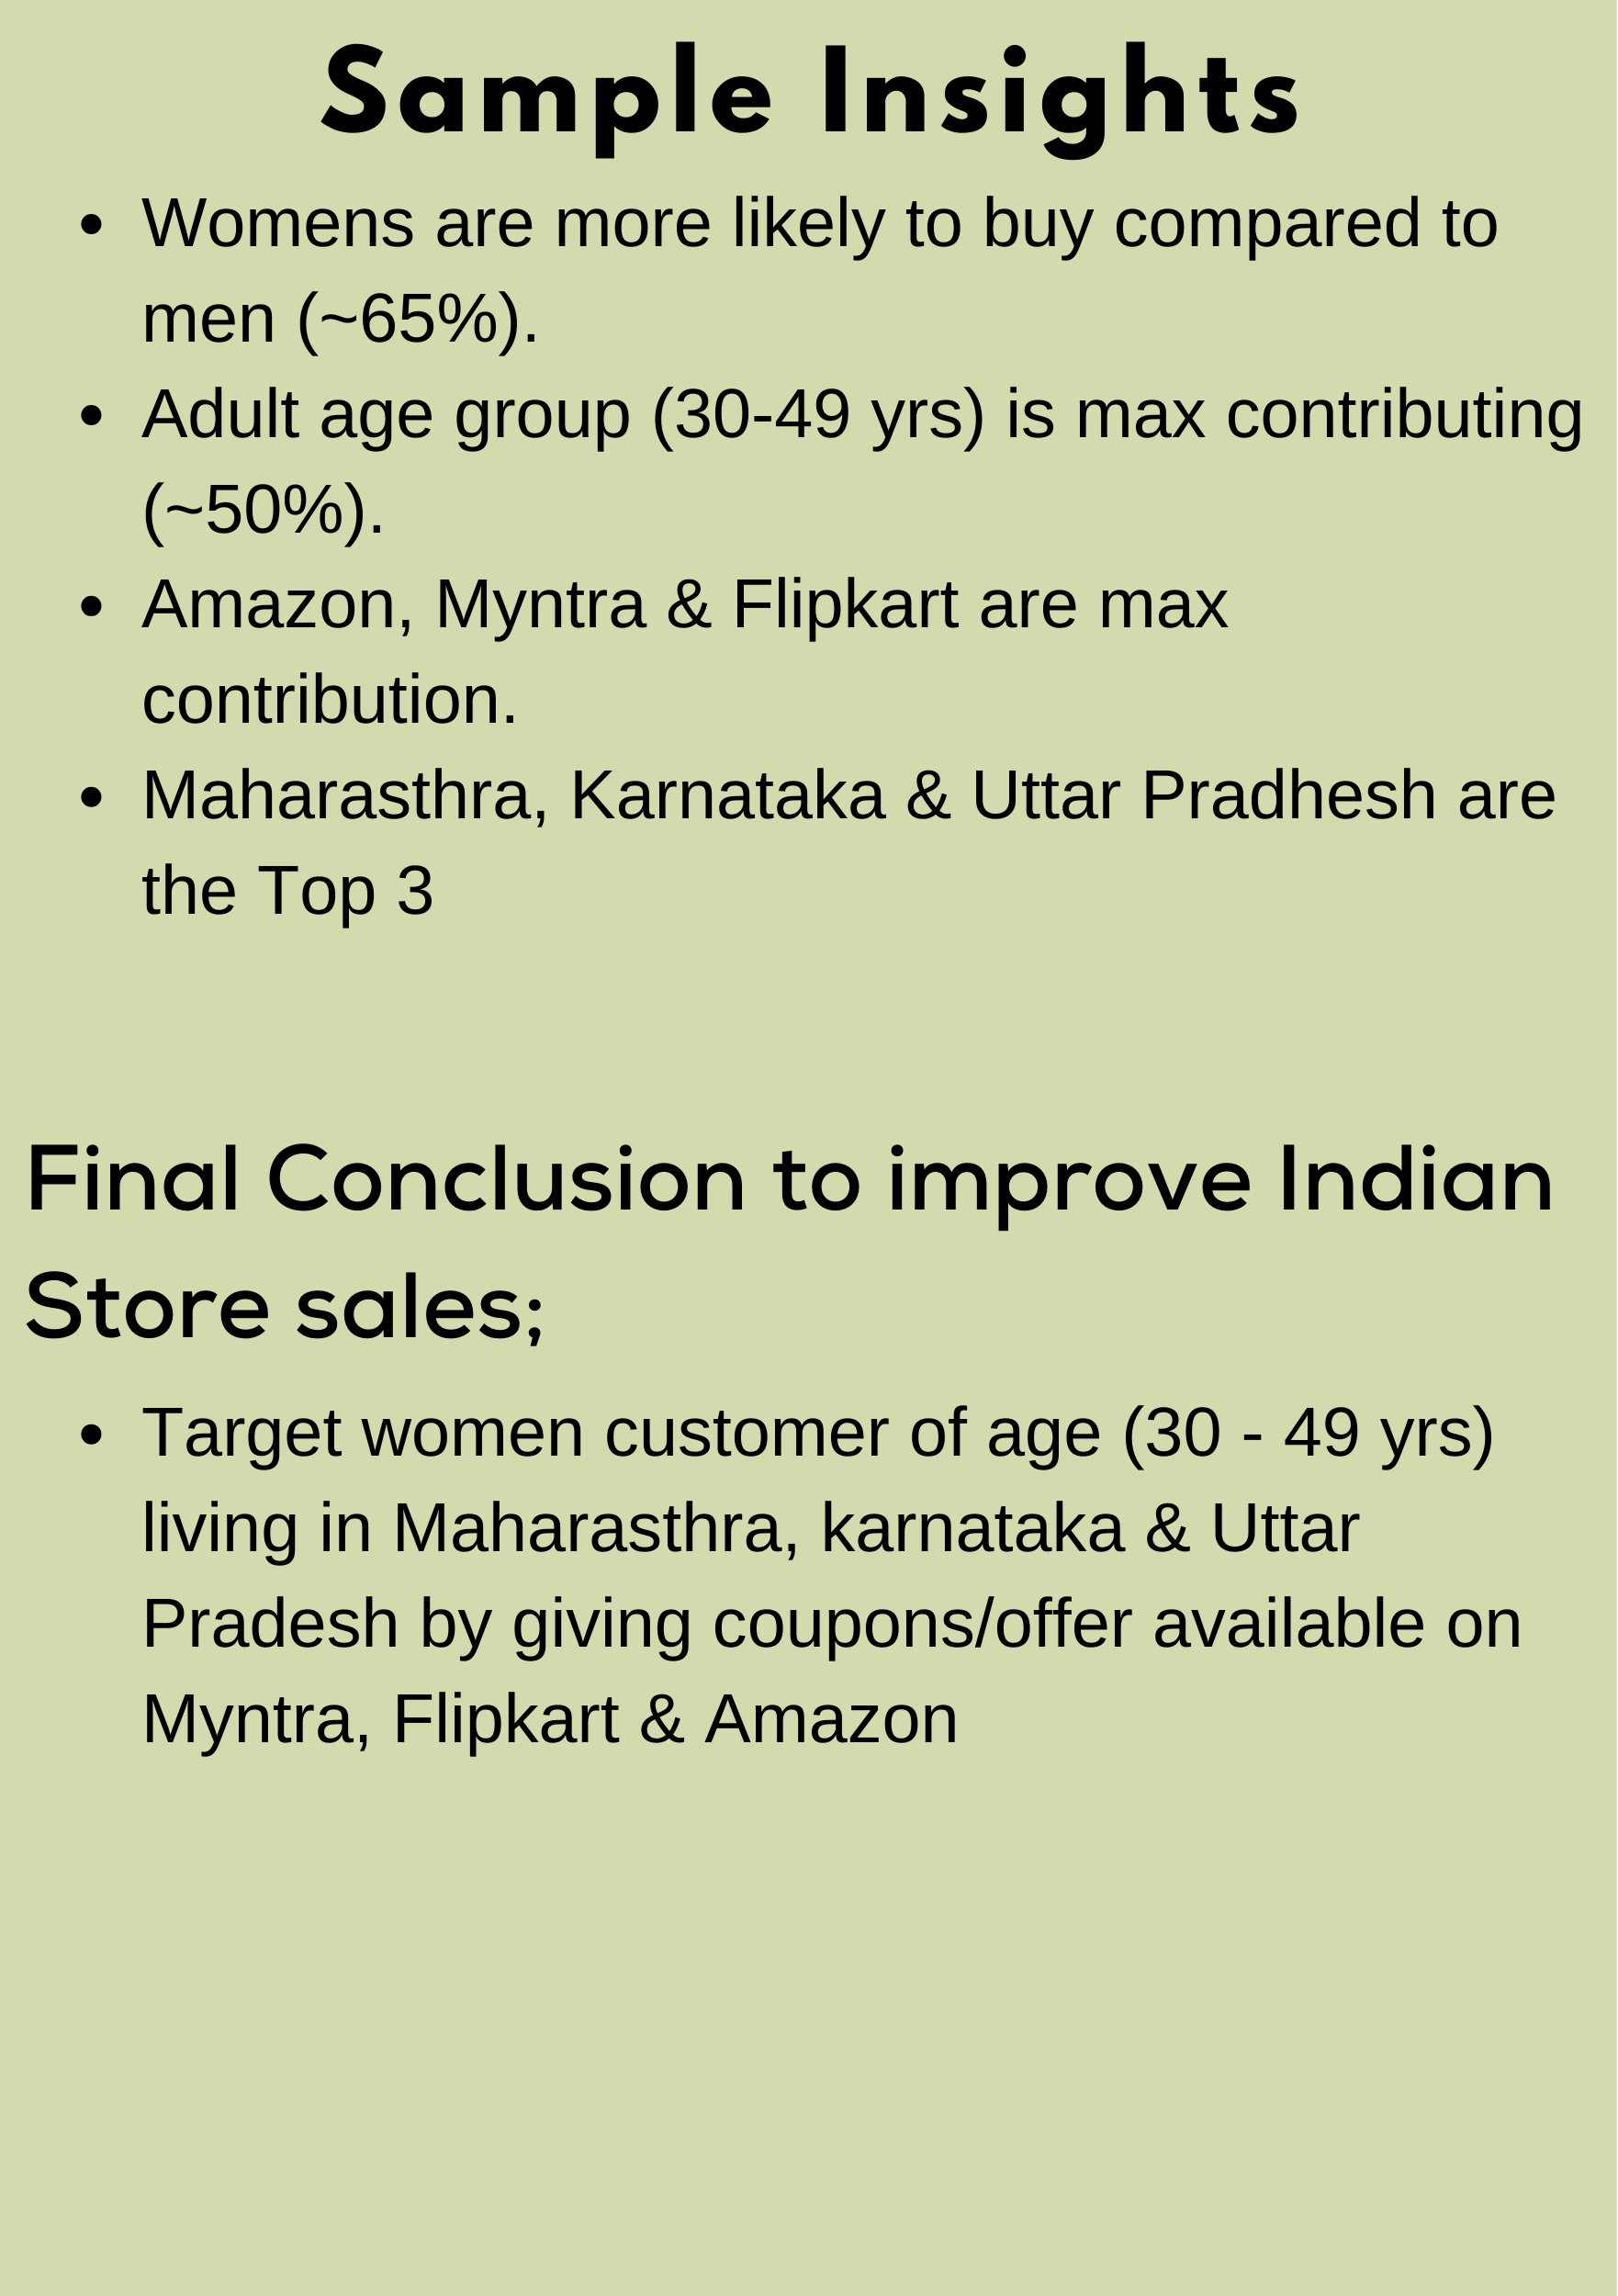 Sample Insights
• Womens are more likely to buy compared to
men (~65%).
• Adult age group (30-49 yrs) is max contributing
(~50%).
• Amazon, Myntra & Flipkart are max
contribution.
• Maharasthra, Karnataka & Uttar Pradhesh are
the Top 3
Final Conclusion to improve Indian
Store sales;
• Target women customer of age (30 - 49 yrs)
living in Maharasthra, karnataka & Uttar
Pradesh by giving coupons/offer available on
Myntra, Flipkart & Amazon